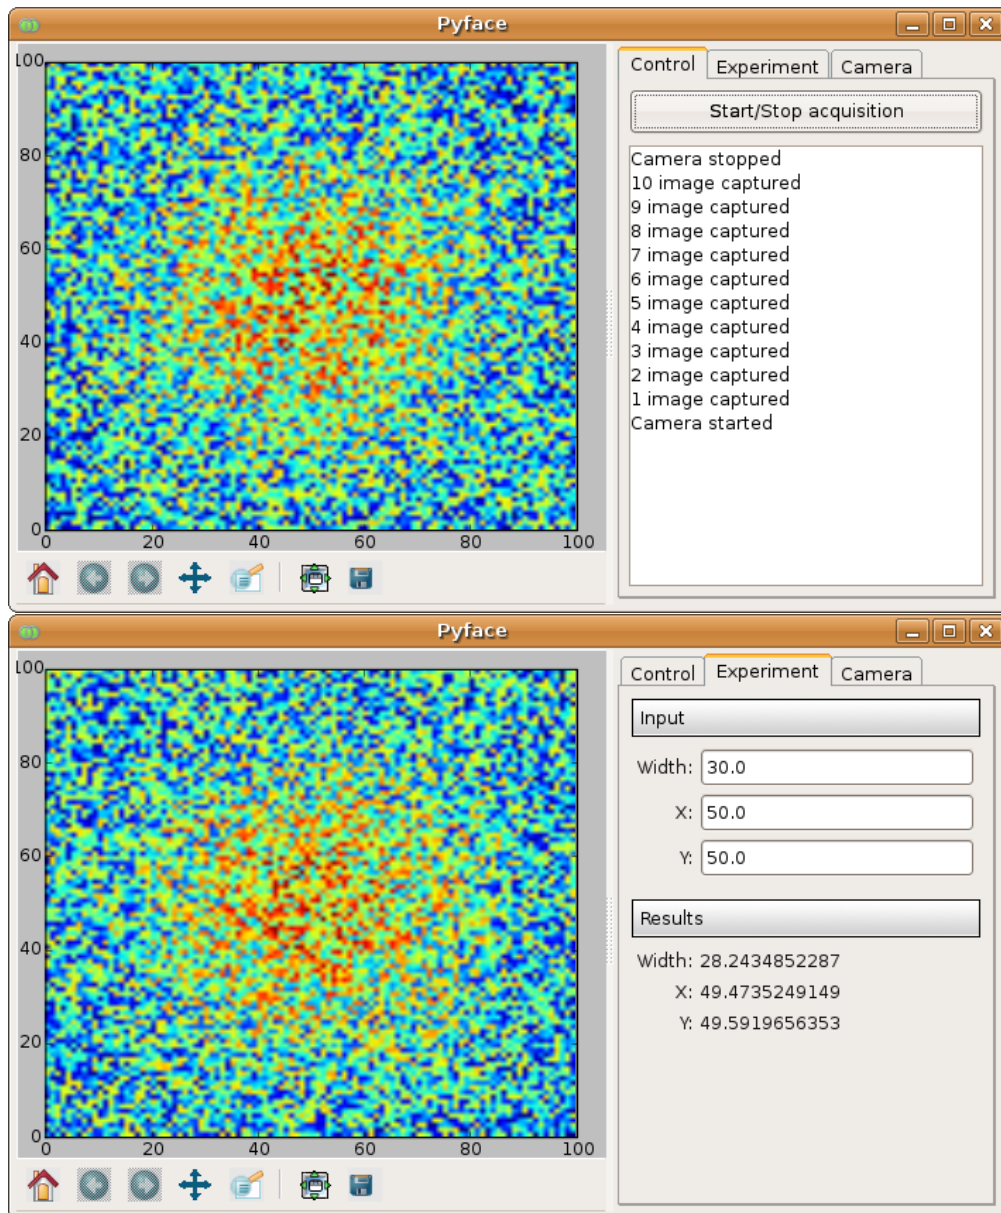 Pyface
Control Experiment Camera
Start/Stop acquisition
Camera stopped
10 image captured
9 image captured
8 image captured
7 image captured
6 image captured
5 image captured
4 image captured
3 image captured
2 image captured
1 image captured
Camera started
100
80
60
40
20
0
0 20 40 60 80 100
Pyface
Control Experiment Camera
Input
Width: 30.0
X: 50.0
Y: 50.0
Results
Width: 28.2434852287
X: 49.4735249149
Y: 49.5919656353
100
80
60
40
20
0
0 20 40 60 80 100